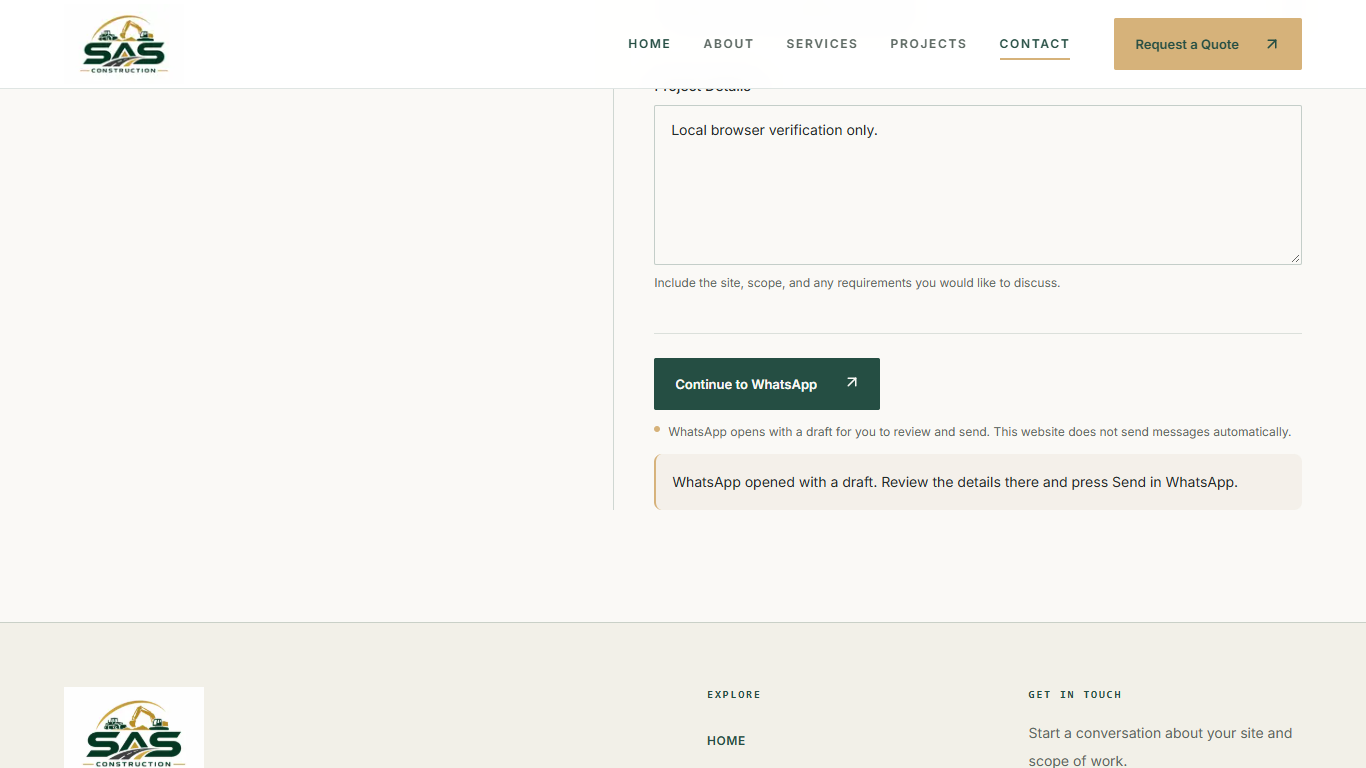 SAS
CONSTRUCTION
HOME
ABOUT
SERVICES
PROJECTS
CONTACT
Request a Quote
Project Details
Local browser verification only.
Include the site, scope, and any requirements you would like to discuss.
Continue to WhatsApp
WhatsApp opens with a draft for you to review and send. This website does not send messages automatically.
WhatsApp opened with a draft. Review the details there and press Send in WhatsApp.
SAS
CONSTRUCTION
EXPLORE
HOME
GET IN TOUCH
Start a conversation about your site and
scope of work.